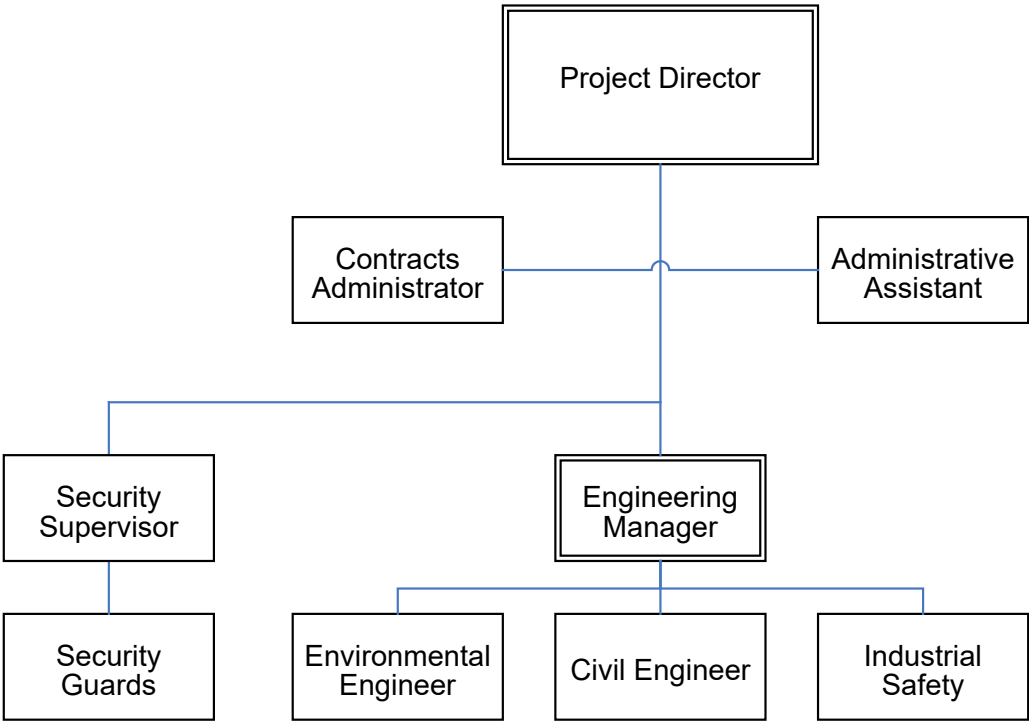 Project Director
Contracts
Administrator
Administrative
Assistant
Security
Supervisor
Engineering
Manager
Security
Guards
Environmental
Engineer
Civil Engineer
Industrial
Safety